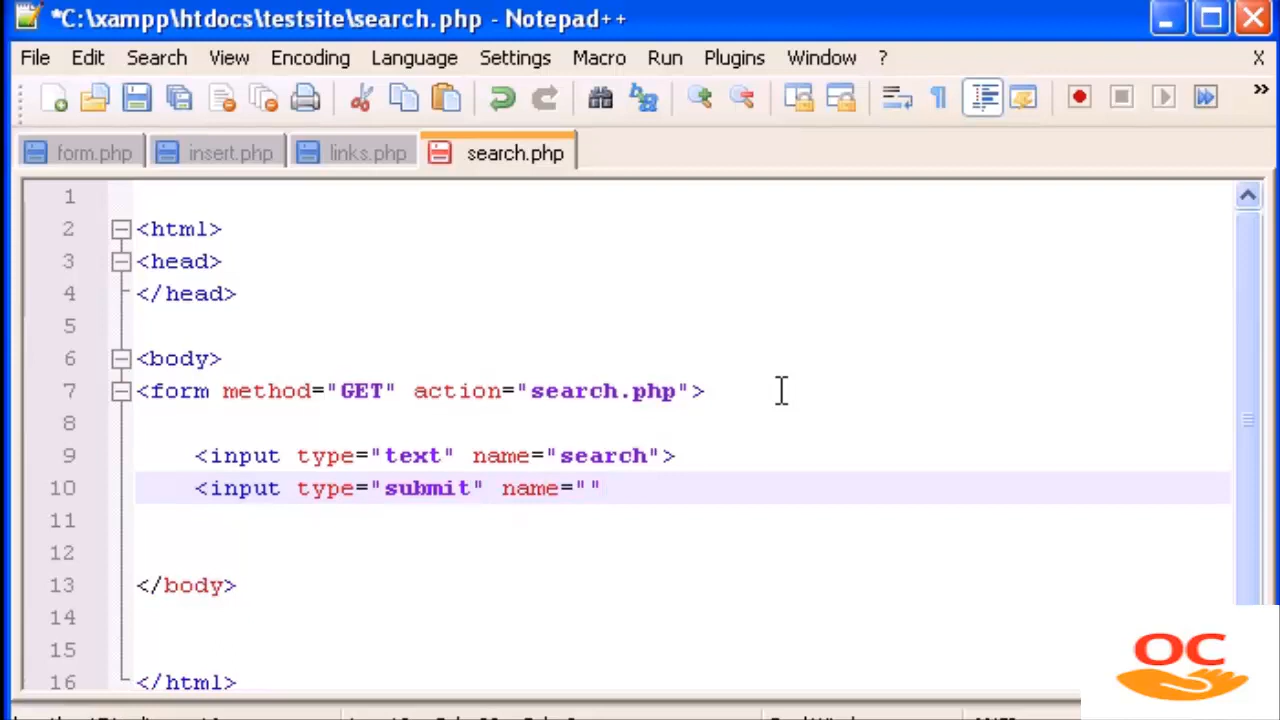 *C:\xampp\htdocs\testsite\search.php - Notepad++
File Edit Search View Encoding Language Settings Macro Run Plugins Window ? X
form.php insert.php links.php search.php
1
2 <html>
3 <head>
4 </head>
5
6 <body>
7 <form method="GET" action="search.php">
8
9 <input type="text" name="search">
10 <input type="submit" name=""
11
12
13 </body>
14
15
16 </html>
OC